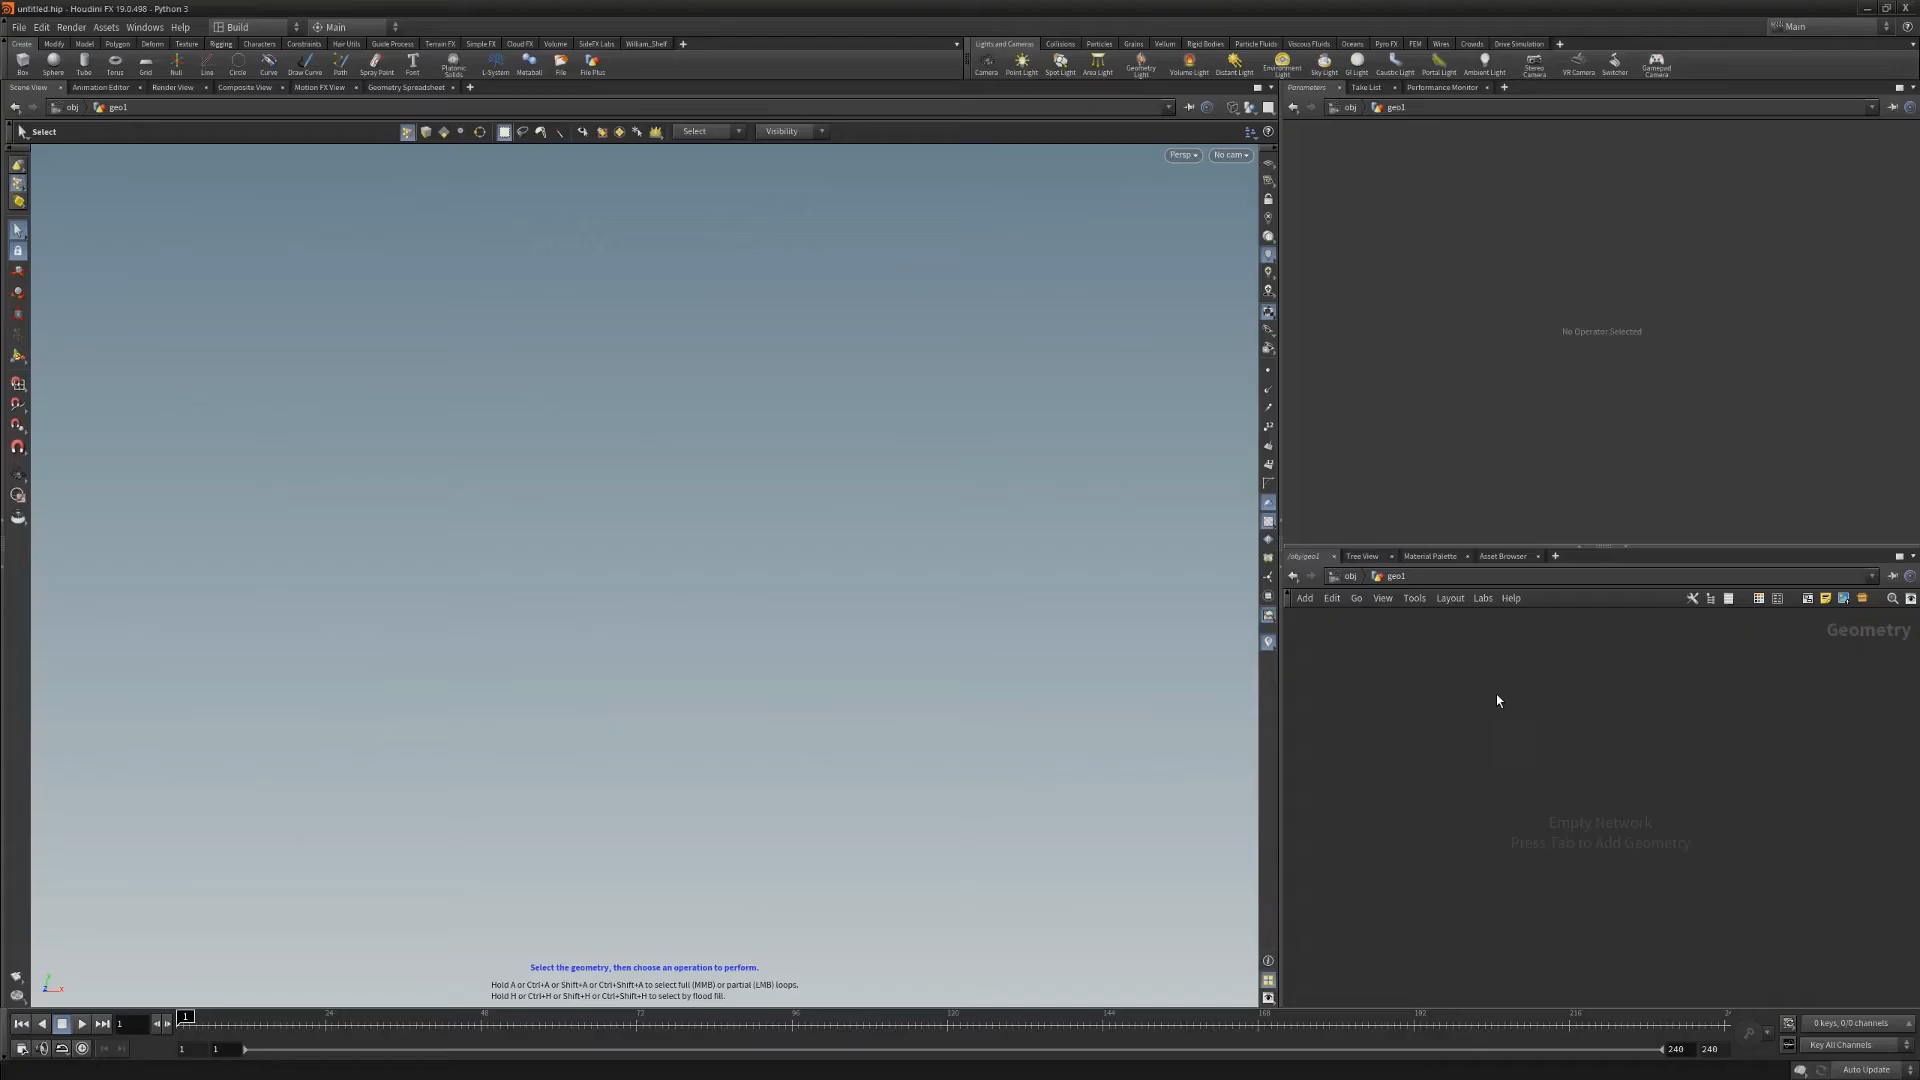 untitled.hip - Houdini FX 19.0.498 - Python 3
File Edit Render Assets Windows Help Build Main Main
Create Modify Model Polygon Deform Texture Rigging Characters Constraints Hair Utils Guide Process Terrain FX Simple FX Cloud FX Volume SideFX Labs William_Shelf
Lights and Cameras Collisions Particles Grains Vellum Rigid Bodies Particle Fluids Viscous Fluids Oceans Pyro FX FEM Wires Crowds Drive Simulation
Box Sphere Tube Torus Grid Null Line Circle Curve Draw Curve Path Spray Paint Font Platonic Solids L-System Metaball File File Plus
Camera Point Light Spot Light Area Light Geometry Light Volume Light Distant Light Environment Light Sky Light GI Light Caustic Light Portal Light Ambient Light Stereo Camera VR Camera Switcher Gamepad Camera
Scene View Animation Editor Render View Composite View Motion FX View Geometry Spreadsheet
Parameters Take List Performance Monitor
obj geo1
obj geo1
Select Select Visibility
Persp No cam
No Operator Selected
/obj/geo1 Tree View Material Palette Asset Browser
obj geo1
Add Edit Go View Tools Layout Labs Help
Geometry
Empty Network
Press Tab to Add Geometry
Select the geometry, then choose an operation to perform.
Hold A or Ctrl+A or Shift+A or Ctrl+Shift+A to select full (MMB) or partial (LMB) loops.
Hold H or Ctrl+H or Shift+H or Ctrl+Shift+H to select by flood fill.
y
z x
1 1 24 48 72 96 120 144 168 192 216 24
0 keys, 0/0 channels
1 1 240 240
Key All Channels
Auto Update